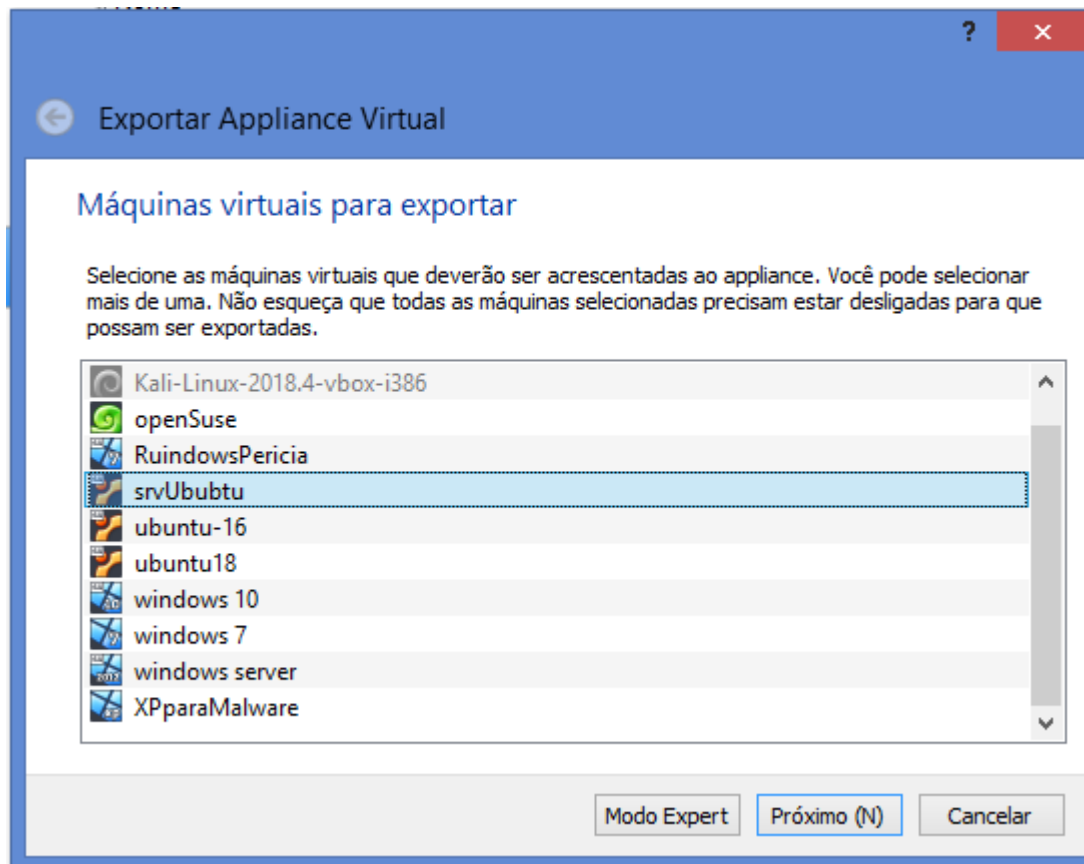 ?
Exportar Appliance Virtual
Máquinas virtuais para exportar
Selecione as máquinas virtuais que deverão ser acrescentadas ao appliance. Você pode selecionar
mais de uma. Não esqueça que todas as máquinas selecionadas precisam estar desligadas para que
possam ser exportadas.
Kali-Linux-2018.4-vbox-i386
openSuse
RuindowsPericia
srvUbubtu
ubuntu-16
ubuntu18
windows 10
windows 7
windows server
XPparaMalware
Modo Expert Próximo (N) Cancelar